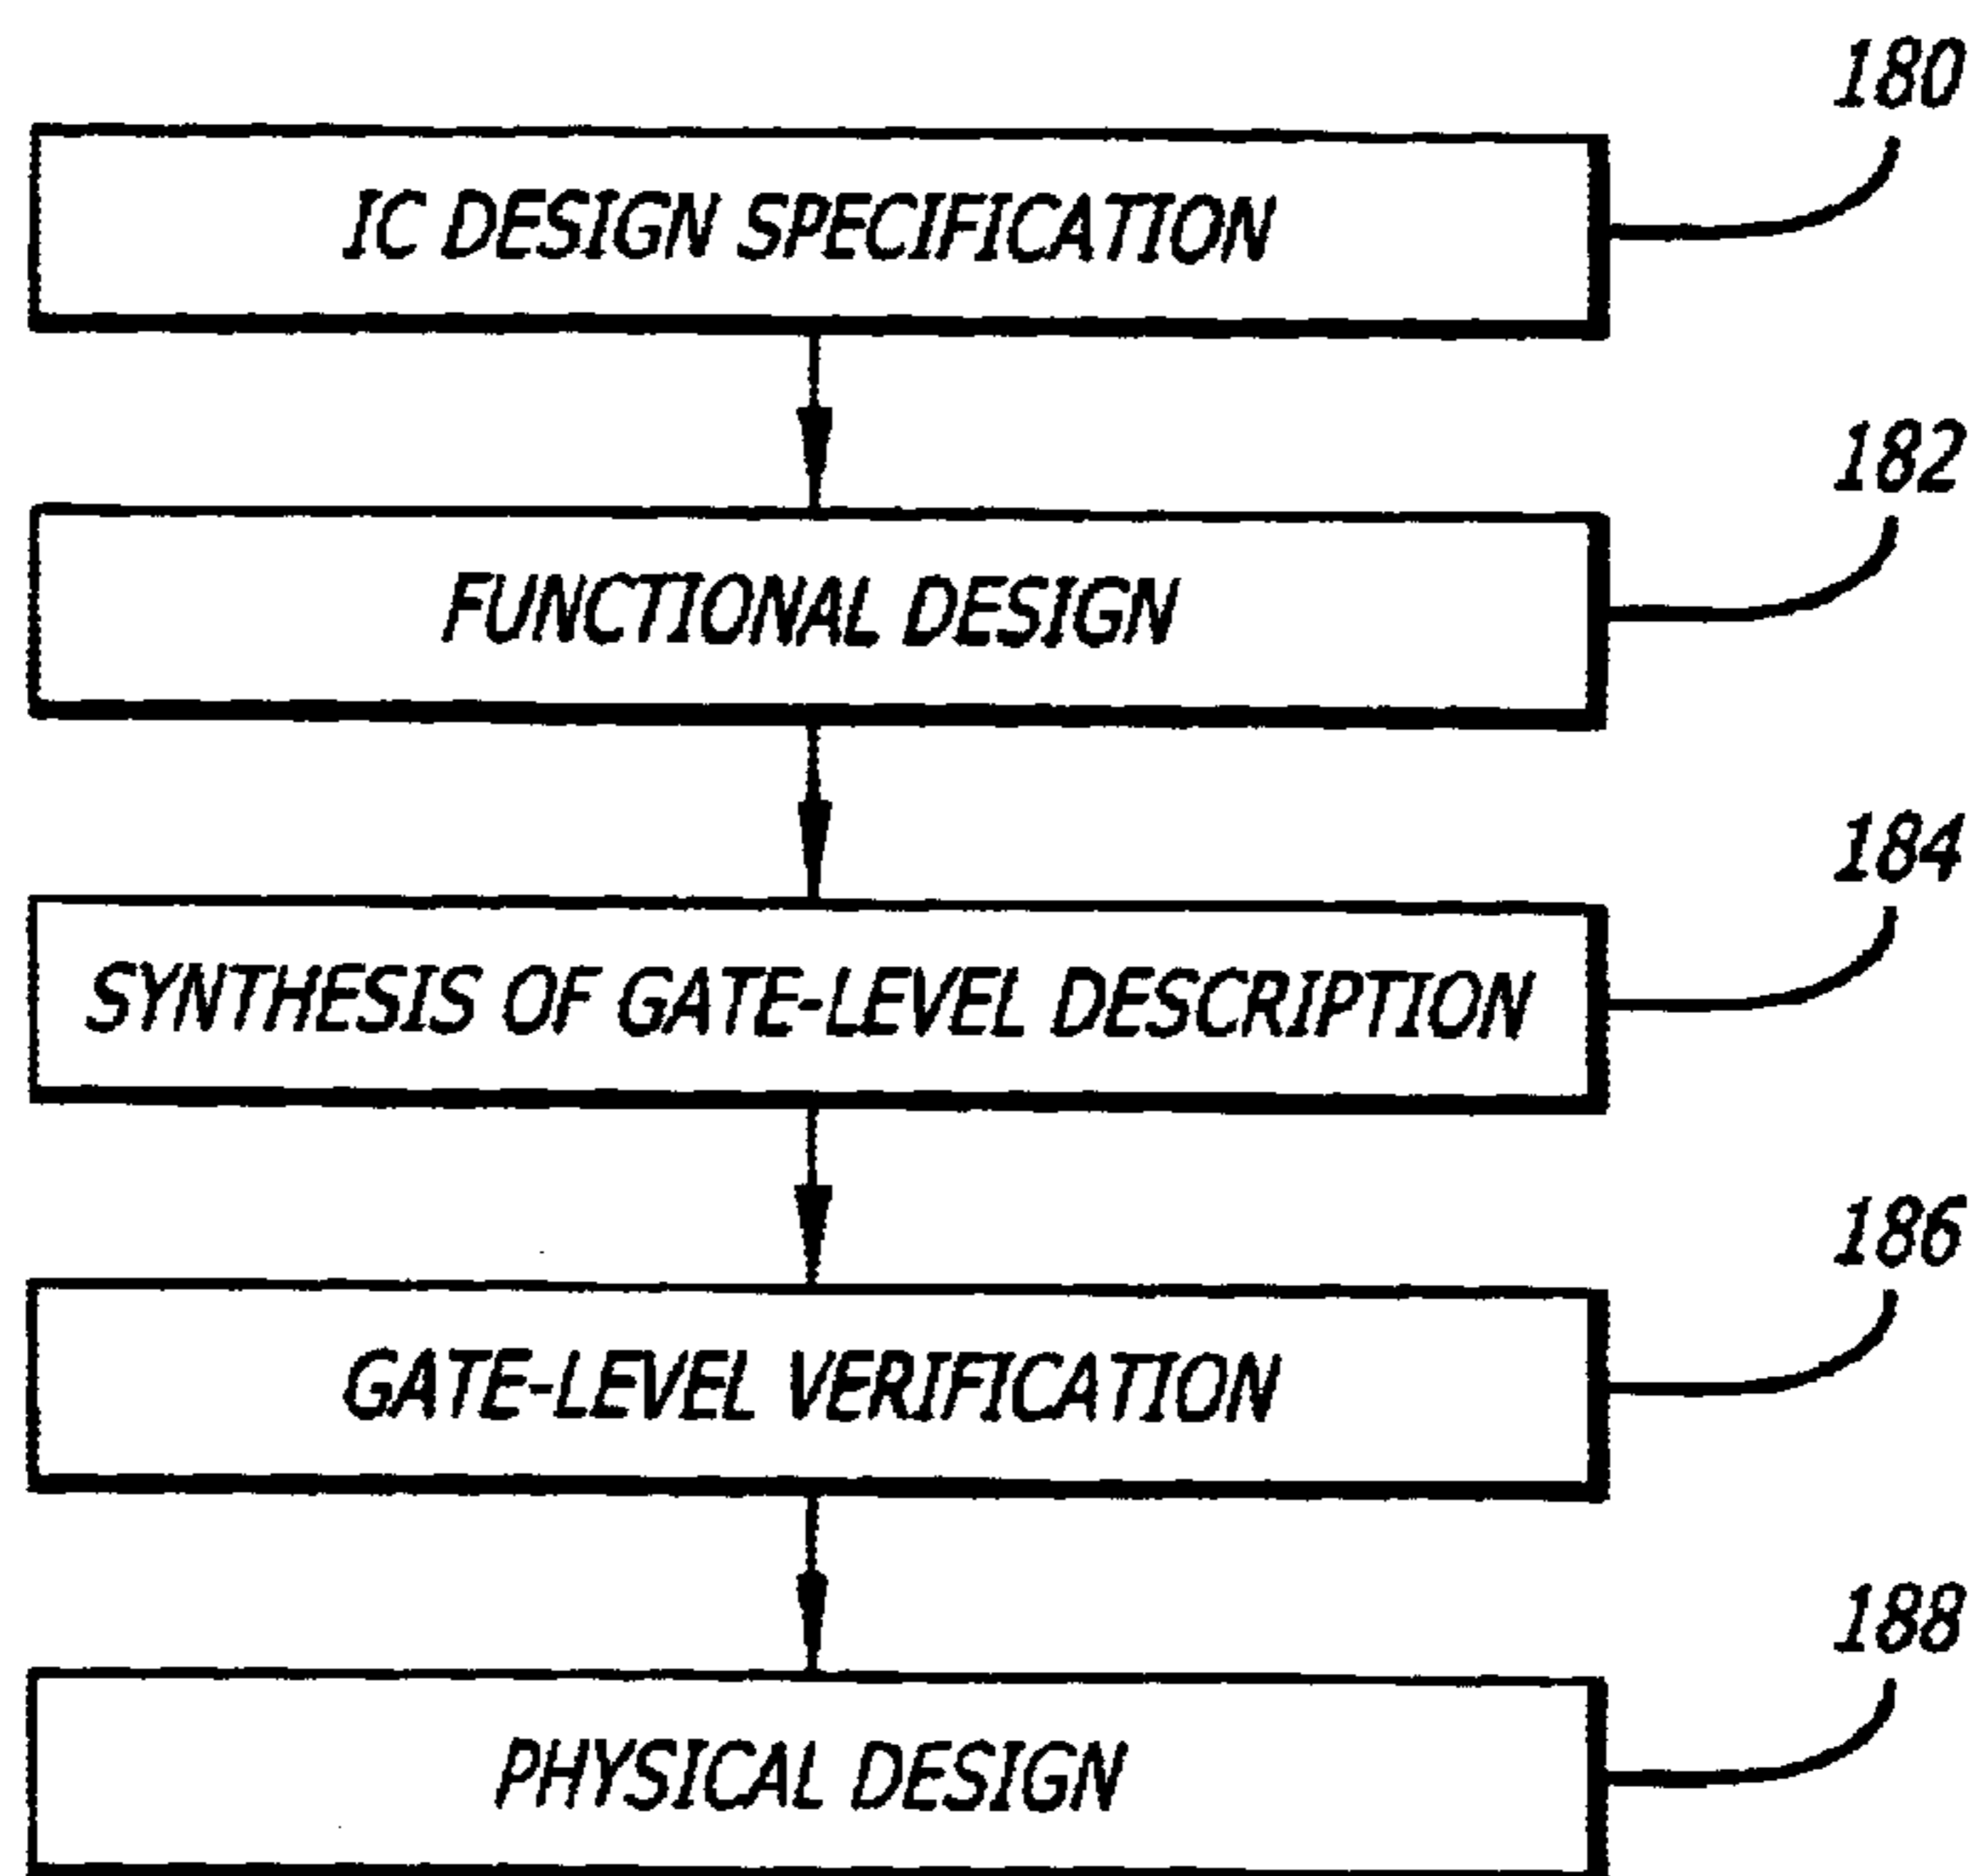 180
IC DESIGN SPECIFICATION
182
FUNCTIONAL DESIGN
184
SYNTHESIS OF GATE-LEVEL DESCRIPTION
186
GATE-LEVEL VERIFICATION
188
PHYSICAL DESIGN